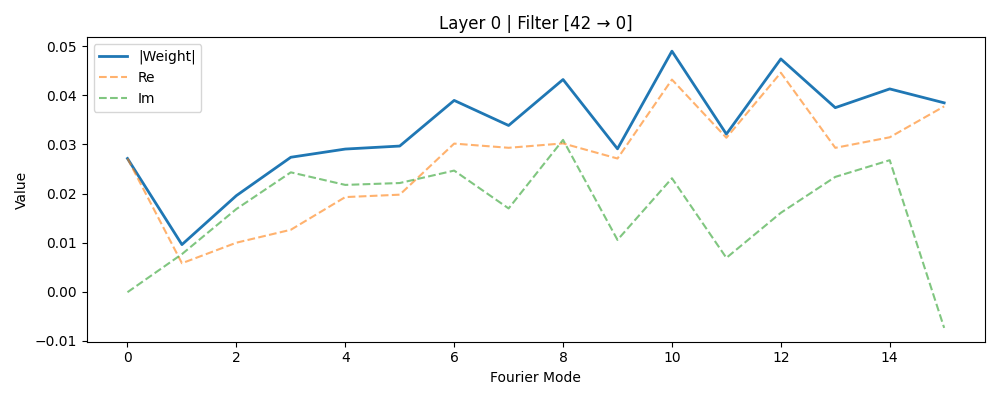 Layer 0 | Filter [42 → 0]
|Weight|
Re
Im
Value
0.05
0.04
0.03
0.02
0.01
0.00
−0.01
0 2 4 6 8 10 12 14
Fourier Mode